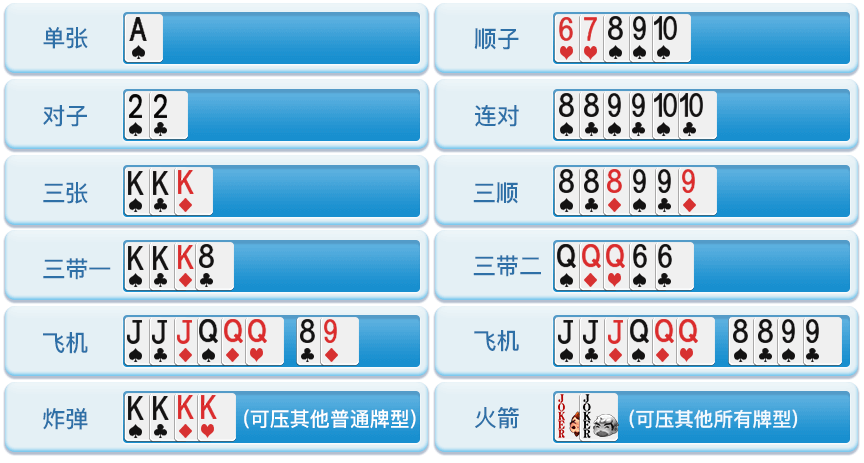 单张 A
顺子 6 7 8 9 10
对子 2 2
连对 8 8 9 9 10 10
三张 K K K
三顺 8 8 8 9 9 9
三带一 K K K 8
三带二 Q Q Q 6 6
飞机 J J J Q Q Q 8 9
飞机 J J J Q Q Q 8 8 9 9
炸弹 K K K K (可压其他普通牌型)
火箭 JOKER JOKER (可压其他所有牌型)